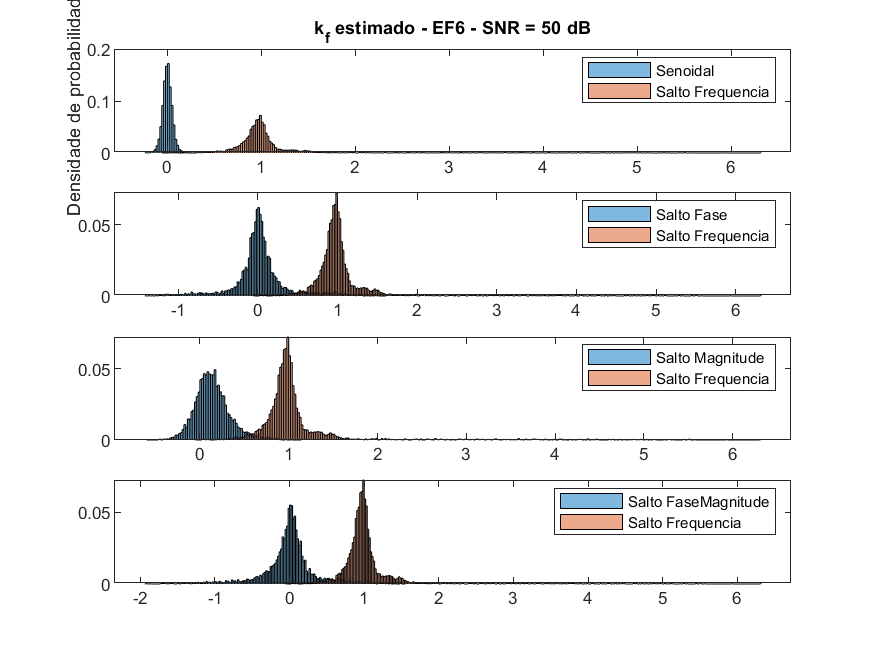 k_f estimado - EF6 - SNR = 50 dB
Densidade de probabilidad
0.2
0.1
0
Senoidal
Salto Frequencia
0 1 2 3 4 5 6
0.05
0
Salto Fase
Salto Frequencia
-1 0 1 2 3 4 5 6
0.05
0
Salto Magnitude
Salto Frequencia
0 1 2 3 4 5 6
0.05
0
Salto FaseMagnitude
Salto Frequencia
-2 -1 0 1 2 3 4 5 6